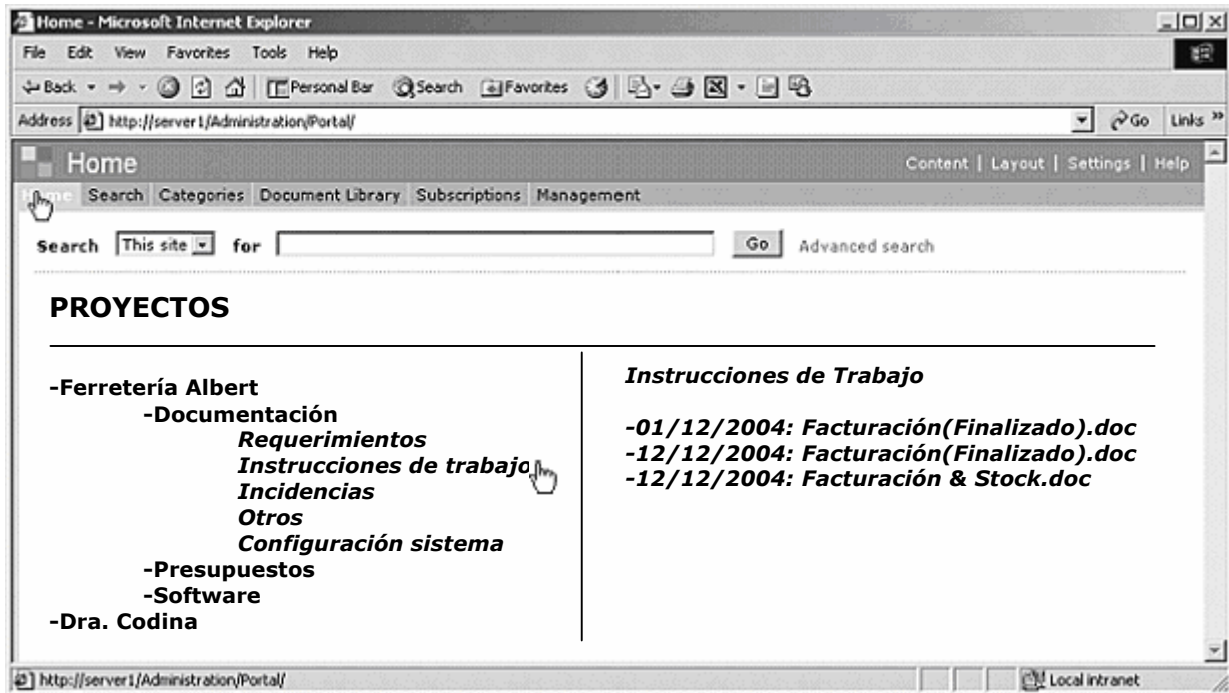 Home - Microsoft Internet Explorer
File Edit View Favorites Tools Help
Back Personal Bar Search Favorites
Address http://server1/Administration/Portal/ Go Links »
Home Content | Layout | Settings | Help
Home Search Categories Document Library Subscriptions Management
Search This site for Go Advanced search
PROYECTOS
-Ferretería Albert
-Documentación
Requerimientos
Instrucciones de trabajo
Incidencias
Otros
Configuración sistema
-Presupuestos
-Software
-Dra. Codina
Instrucciones de Trabajo
-01/12/2004: Facturación(Finalizado).doc
-12/12/2004: Facturación(Finalizado).doc
-12/12/2004: Facturación & Stock.doc
http://server1/Administration/Portal/ Local intranet